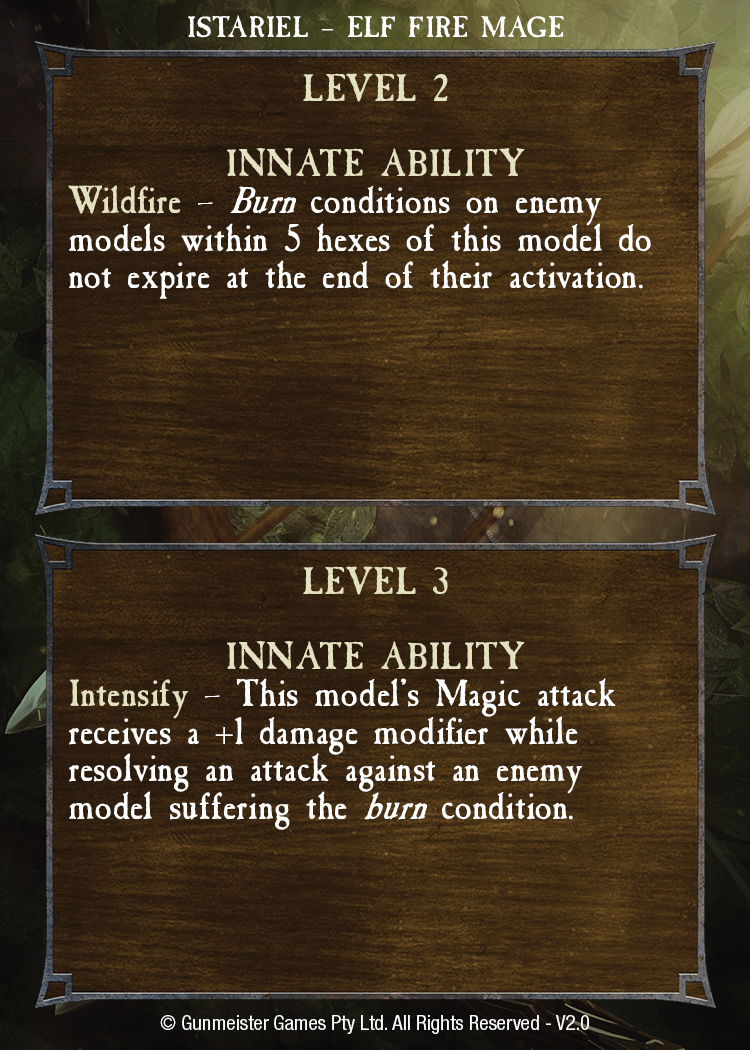 ISTARIEL – ELF FIRE MAGE
LEVEL 2
INNATE ABILITY
Wildfire – Burn conditions on enemy
models within 5 hexes of this model do
not expire at the end of their activation.
LEVEL 3
INNATE ABILITY
Intensify – This model's Magic attack
receives a +1 damage modifier while
resolving an attack against an enemy
model suffering the burn condition.
© Gunmeister Games Pty Ltd. All Rights Reserved - V2.0